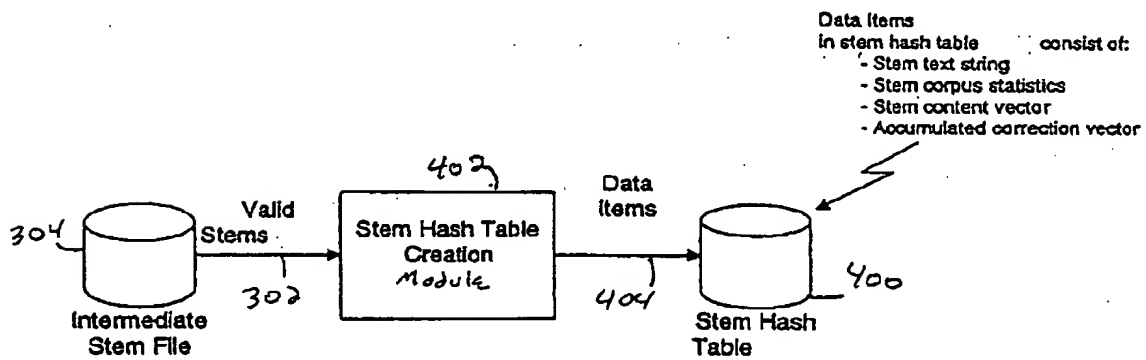 Data Items
in stem hash table consist of:
- Stem text string
- Stem corpus statistics
- Stem content vector
- Accumulated correction vector
402
304
Valid
Stems
302
Stem Hash Table
Creation
Module
Data
Items
404
400
Intermediate
Stem File
Stem Hash
Table